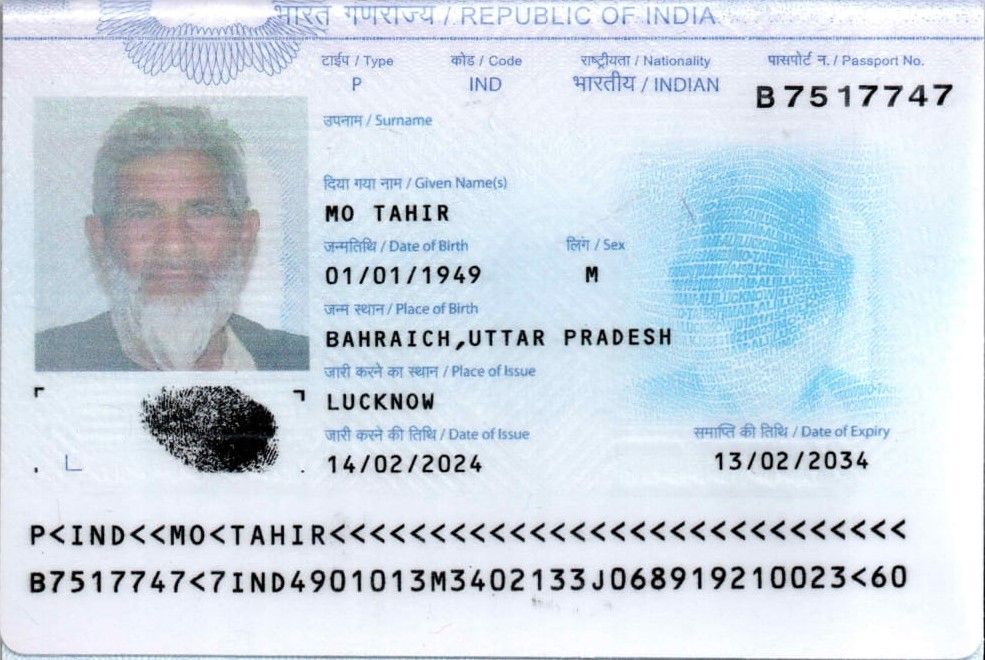 भारत गणराज्य / REPUBLIC OF INDIA
टाईप / Type कोड / Code राष्ट्रीयता / Nationality पासपोर्ट न. / Passport No.
P IND भारतीय / INDIAN B7517747
उपनाम / Surname
दिया गया नाम / Given Name(s)
MO TAHIR
जन्मतिथि / Date of Birth लिंग / Sex
01/01/1949 M
जन्म स्थान / Place of Birth
BAHRAICH,UTTAR PRADESH
जारी करने का स्थान / Place of Issue
LUCKNOW
जारी करने की तिथि / Date of Issue समाप्ति की तिथि / Date of Expiry
14/02/2024 13/02/2034
P<IND<<MO<TAHIR<<<<<<<<<<<<<<<<<<<<<<<<<<<<<
B7517747<7IND4901013M3402133J068919210023<60